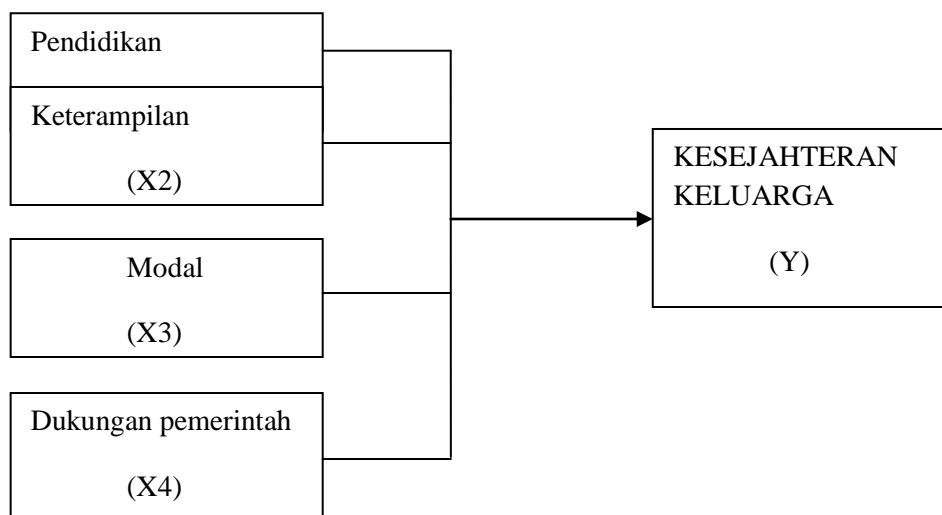 Pendidikan
Keterampilan
(X2)
Modal
(X3)
Dukungan pemerintah
(X4)
KESEJAHTERAN
KELUARGA
(Y)